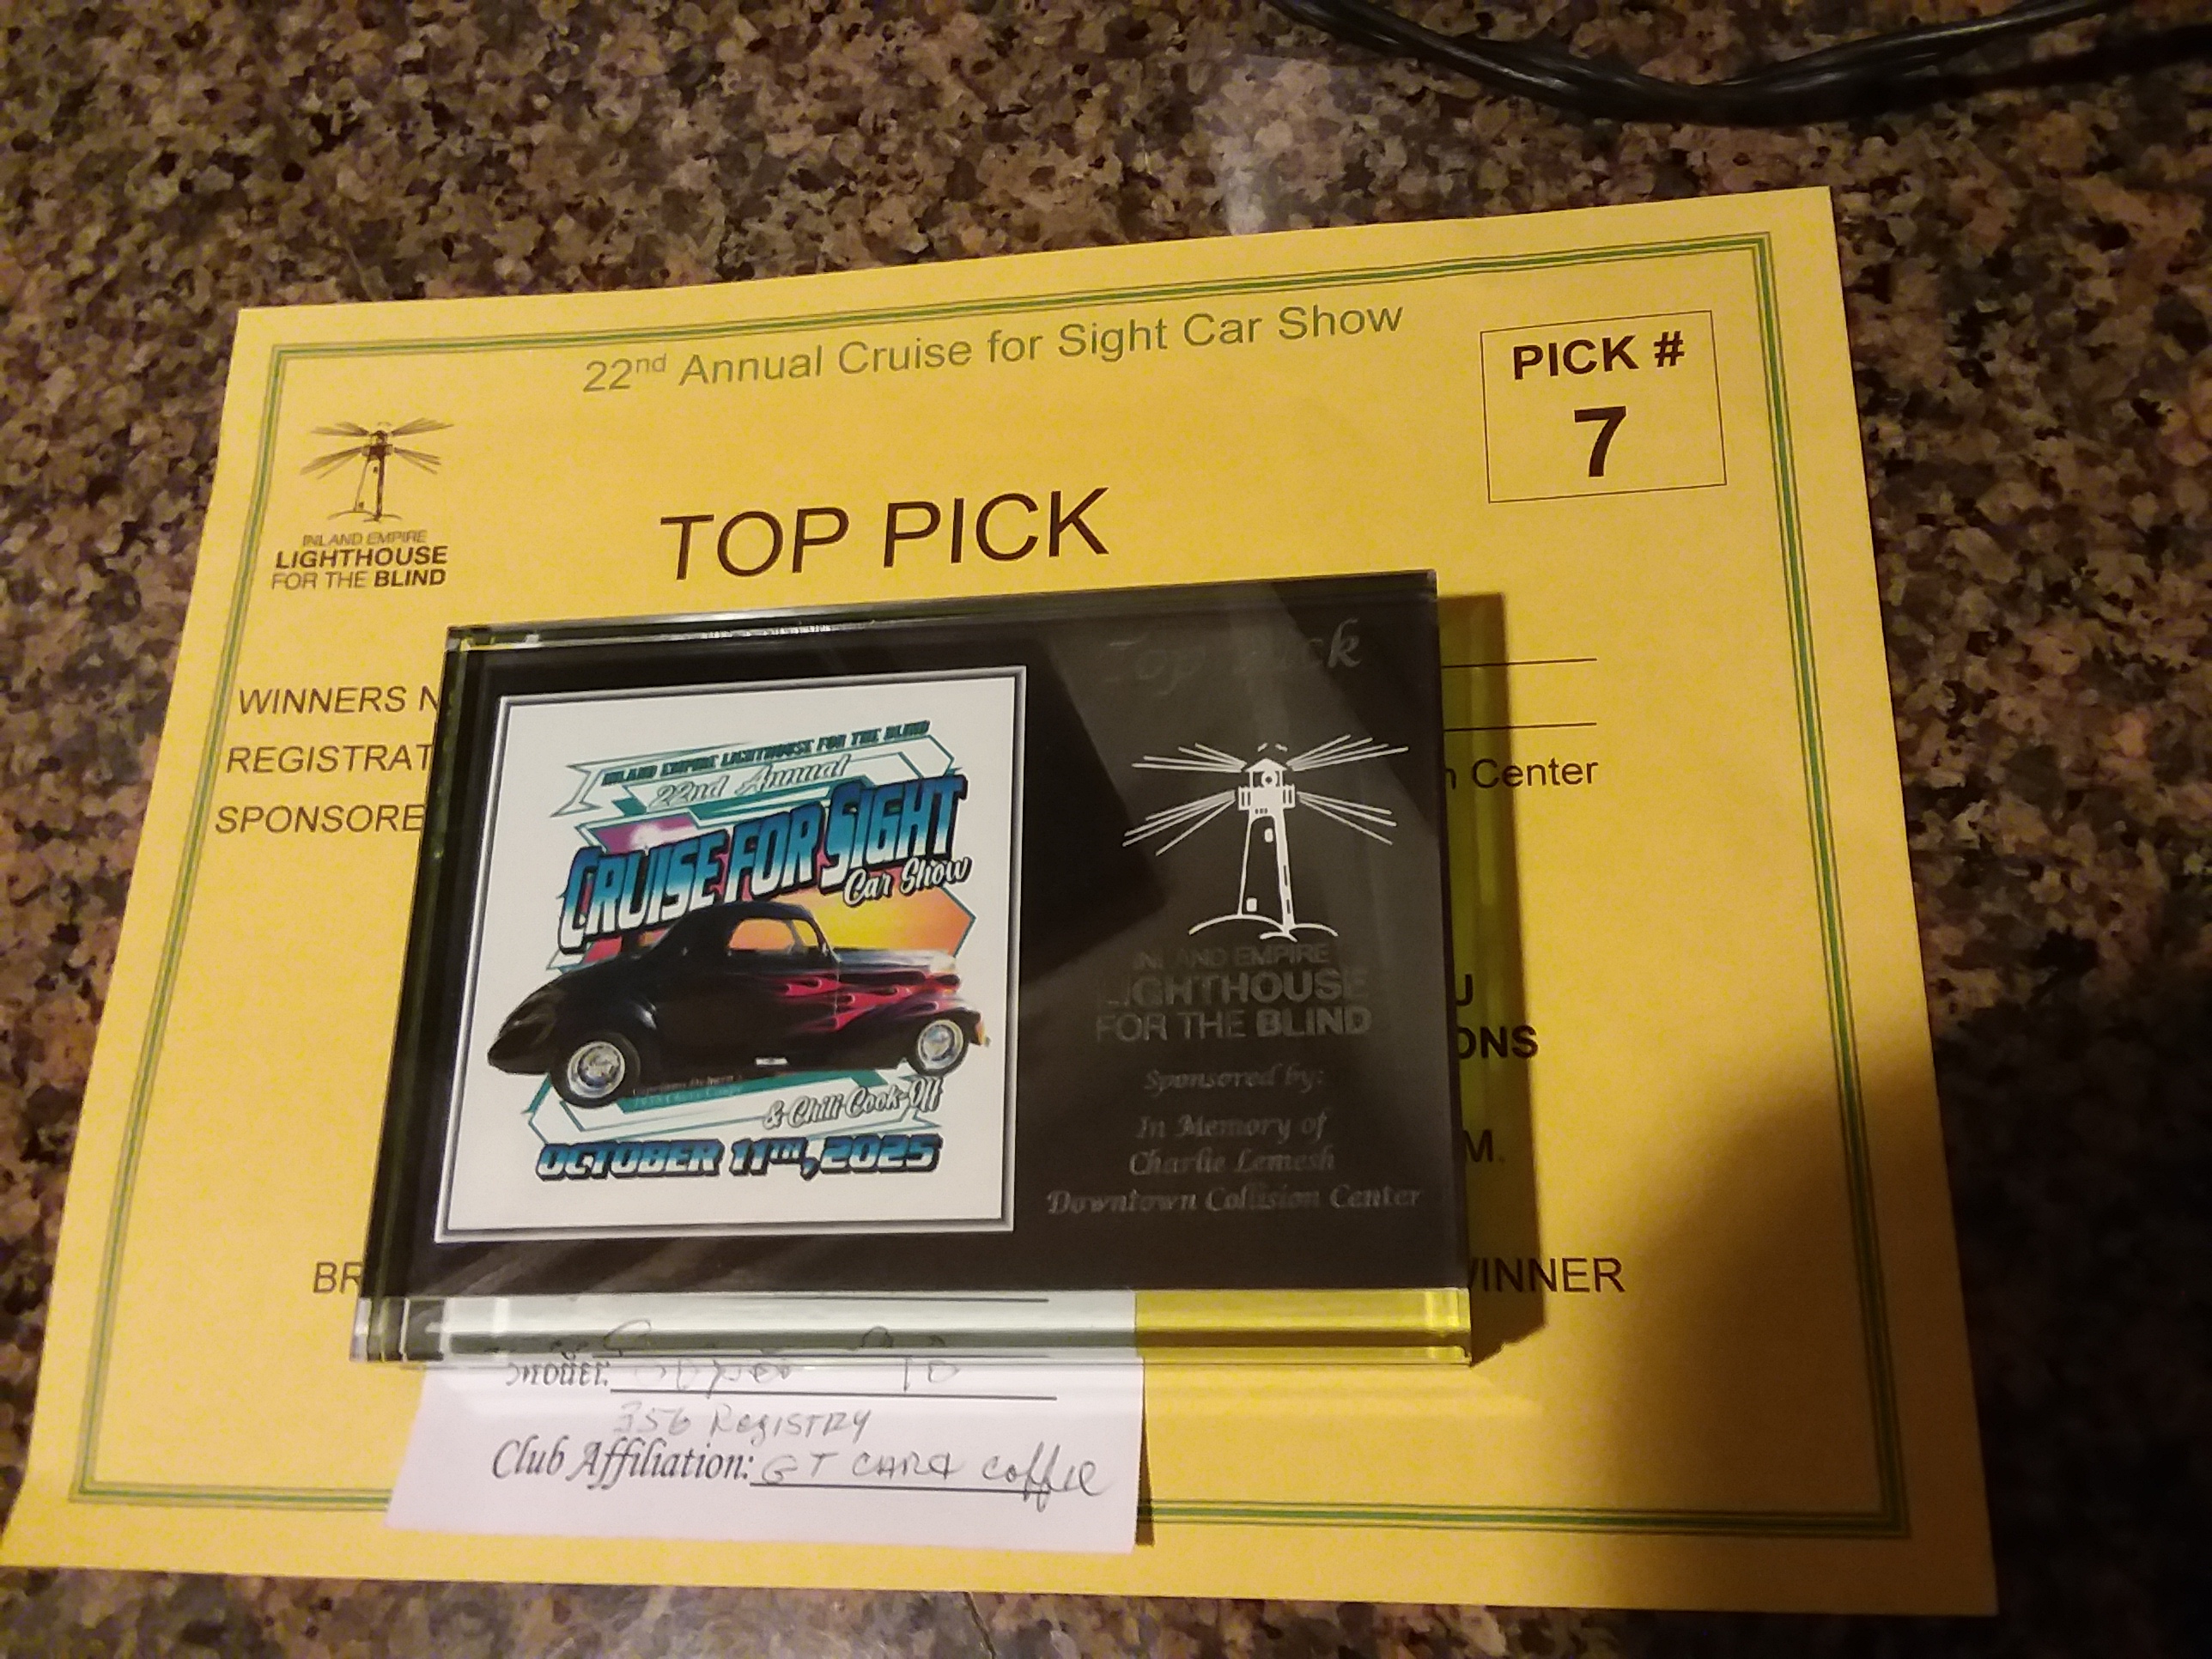 22nd Annual Cruise for Sight Car Show
PICK #
7
INLAND EMPIRE
LIGHTHOUSE
FOR THE BLIND
TOP PICK
WINNERS N
REGISTRAT
SPONSORE
n Center
U
ONS
M.
BR
WINNER
INLAND EMPIRE LIGHTHOUSE FOR THE BLIND
22nd Annual
CRUISE FOR SIGHT
Car Show
& Chili Cook-Off
OCTOBER 11TH, 2025
Top Pick
INLAND EMPIRE
LIGHTHOUSE
FOR THE BLIND
Sponsored by:
In Memory of
Charlie Lemesh
Downtown Collision Center
Model:
356 REgISTRY
Club Affiliation: GT CARS Coffee